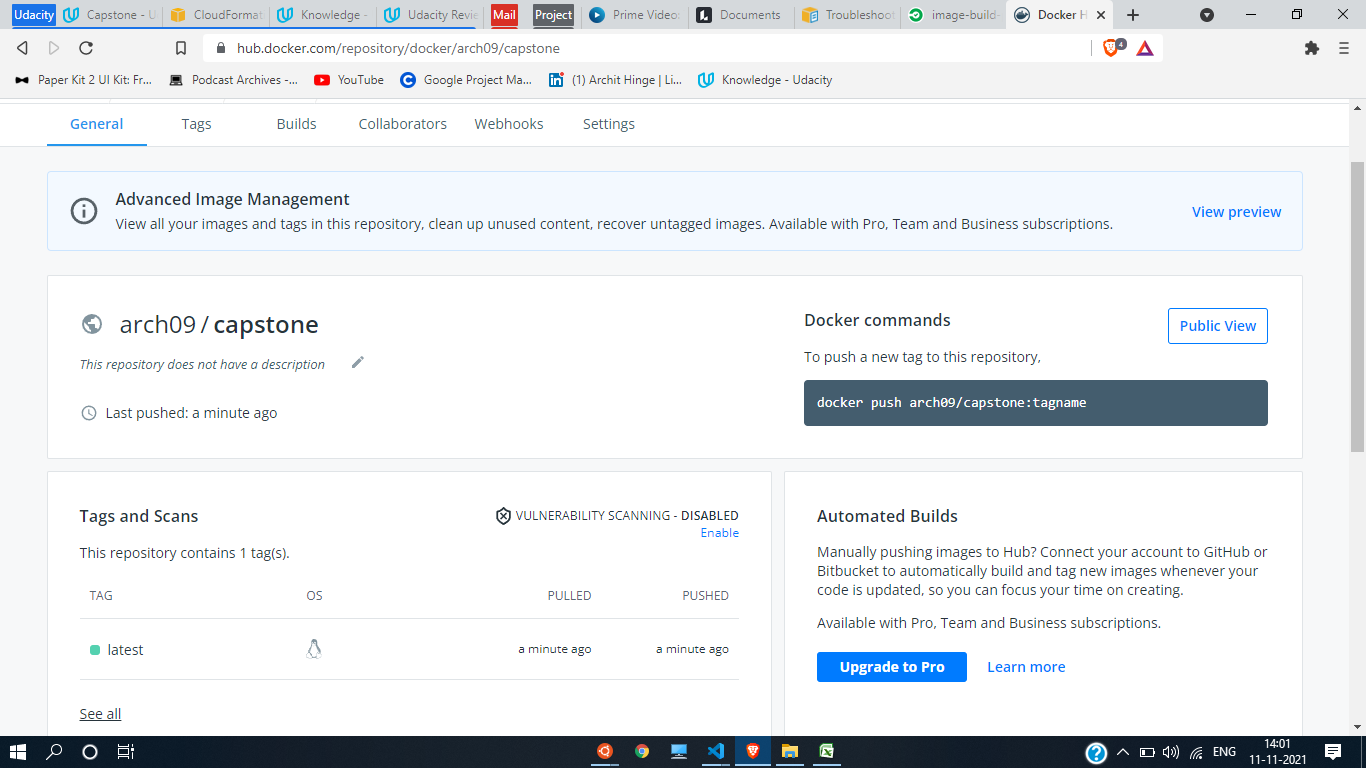 Udacity
Capstone - U
CloudFormat
Knowledge -
Udacity Revie
Mail
Project
Prime Video
Documents
Troubleshoot
image-build-
Docker H
hub.docker.com/repository/docker/arch09/capstone
4
Paper Kit 2 UI Kit: Fr...
Podcast Archives -...
YouTube
Google Project Ma...
(1) Archit Hinge | Li...
Knowledge - Udacity
General
Tags
Builds
Collaborators
Webhooks
Settings
Advanced Image Management
View all your images and tags in this repository, clean up unused content, recover untagged images. Available with Pro, Team and Business subscriptions.
View preview
arch09 / capstone
This repository does not have a description
Last pushed: a minute ago
Docker commands
Public View
To push a new tag to this repository,
docker push arch09/capstone:tagname
Tags and Scans
VULNERABILITY SCANNING - DISABLED
Enable
This repository contains 1 tag(s).
TAG OS PULLED PUSHED
latest a minute ago a minute ago
See all
Automated Builds
Manually pushing images to Hub? Connect your account to GitHub or
Bitbucket to automatically build and tag new images whenever your
code is updated, so you can focus your time on creating.
Available with Pro, Team and Business subscriptions.
Upgrade to Pro
Learn more
ENG
14:01
11-11-2021